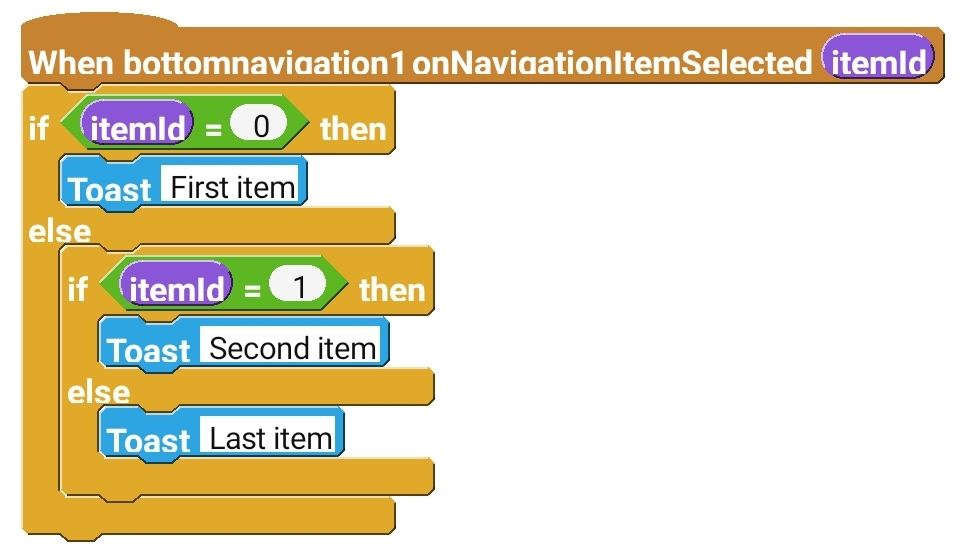 When bottomnavigation1 onNavigationItemSelected itemId
if itemId = 0 then
Toast First item
else
if itemId = 1 then
Toast Second item
else
Toast Last item